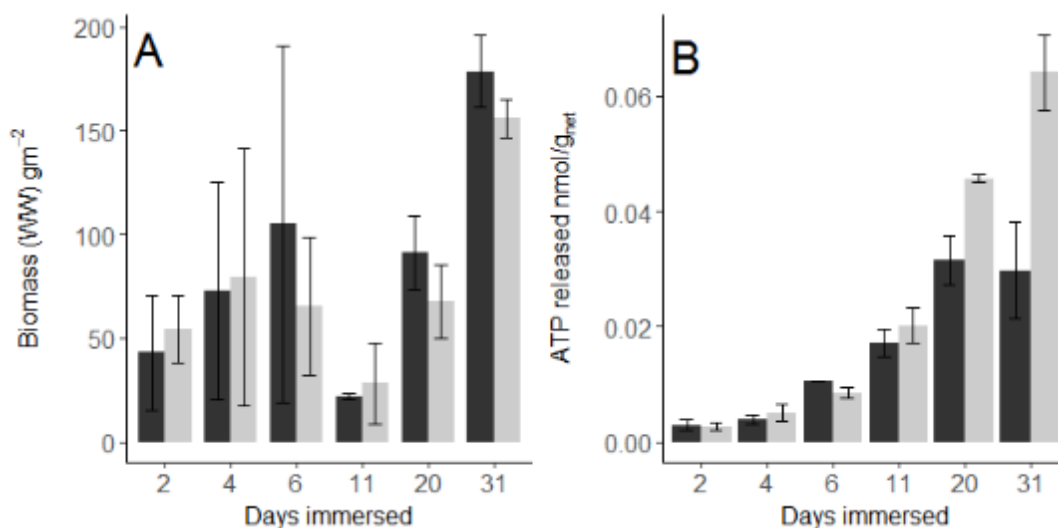 A
Biomass (WW) gm⁻²
200
150
100
50
0
2 4 6 11 20 31
Days immersed
B
ATP released nmol/g_net
0.06
0.04
0.02
0.00
2 4 6 11 20 31
Days immersed